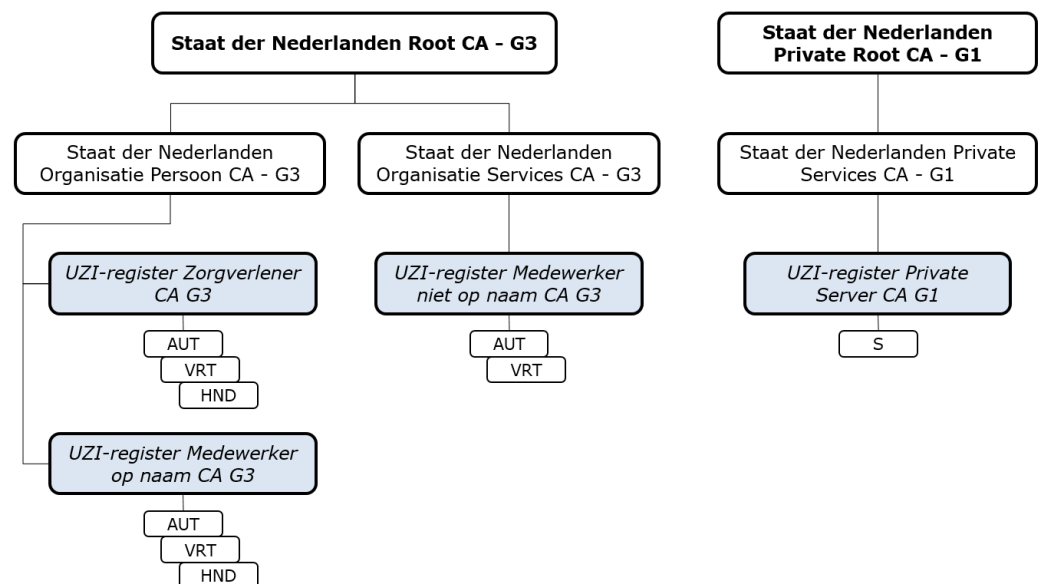 Staat der Nederlanden Root CA - G3
Staat der Nederlanden
Private Root CA - G1
Staat der Nederlanden
Organisatie Persoon CA - G3
Staat der Nederlanden
Organisatie Services CA - G3
Staat der Nederlanden Private
Services CA - G1
UZI-register Zorgverlener
CA G3
UZI-register Medewerker
niet op naam CA G3
UZI-register Private
Server CA G1
AUT
VRT
HND
AUT
VRT
S
UZI-register Medewerker
op naam CA G3
AUT
VRT
HND